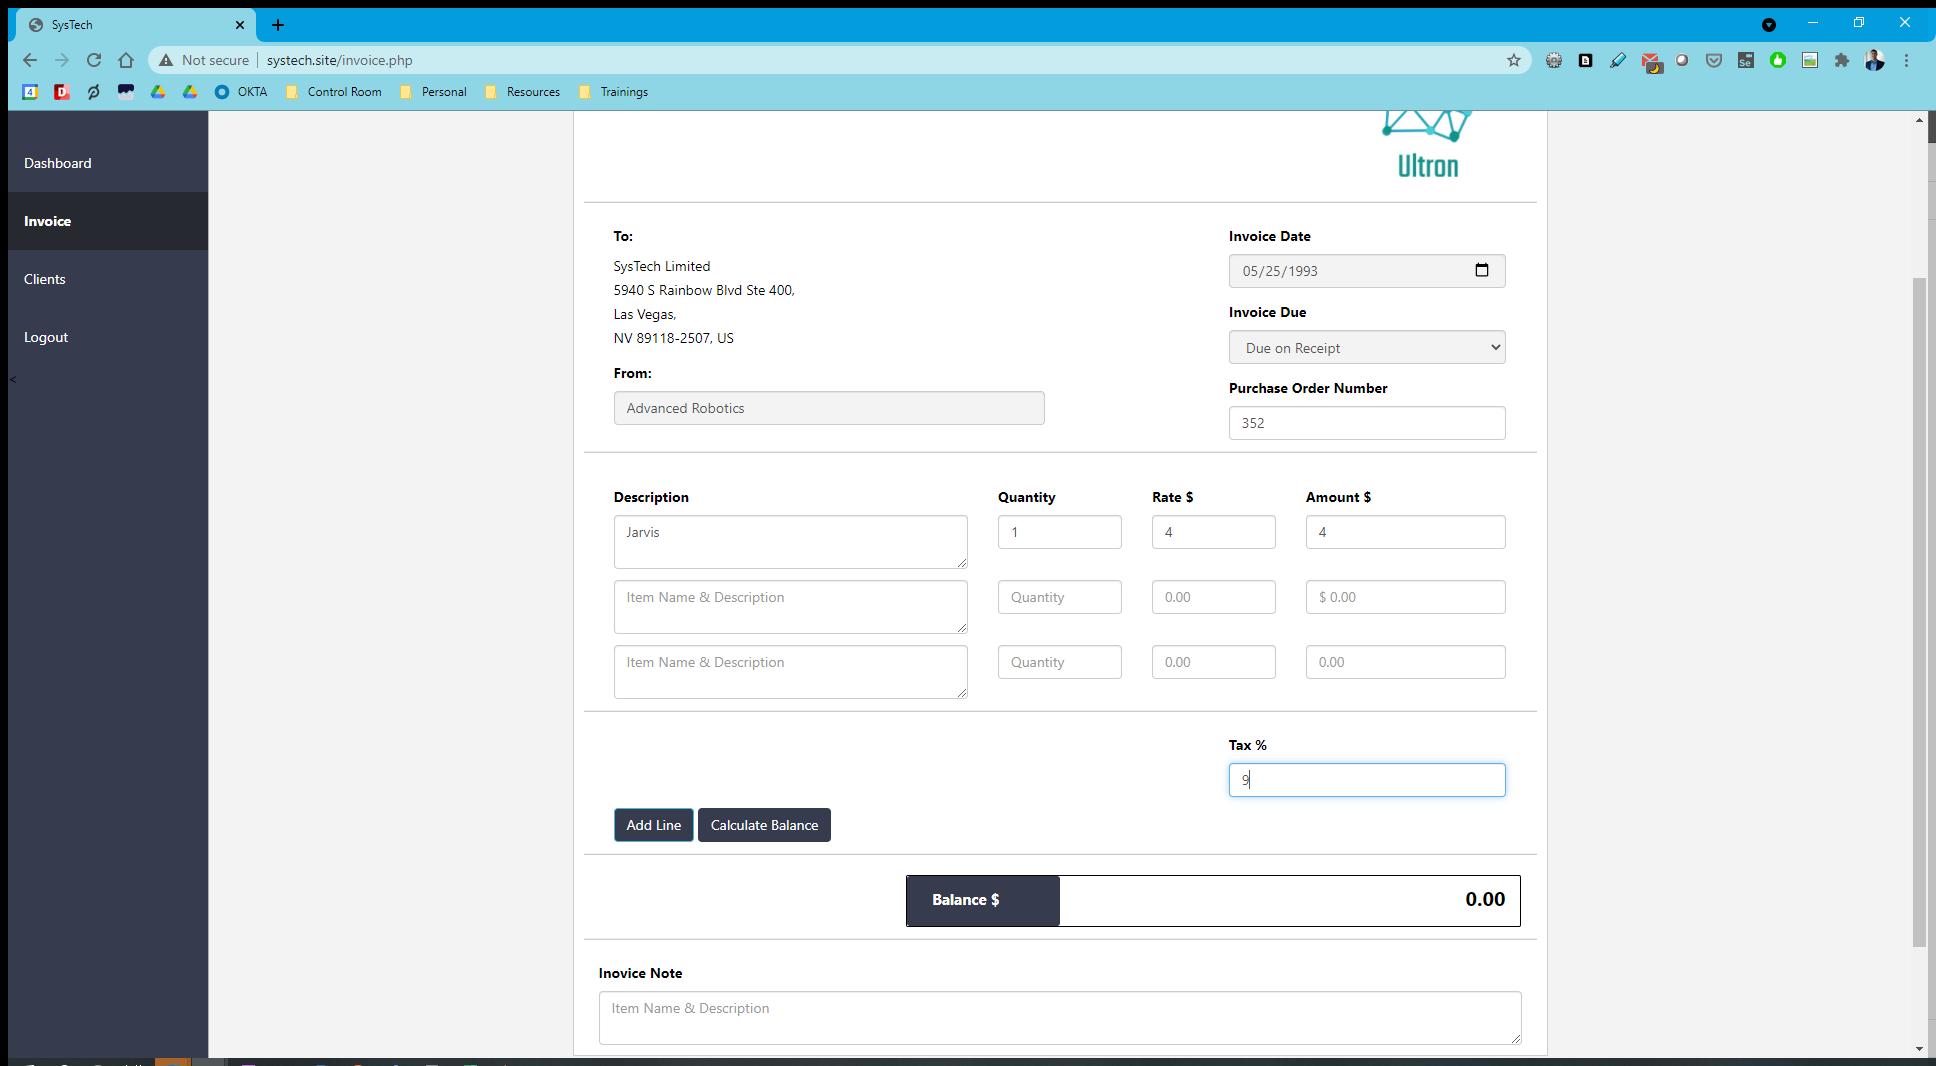 SysTech
Not secure systech.site/invoice.php
4 D OKTA Control Room Personal Resources Trainings
Dashboard
Invoice
Clients
Logout
<
Ultron
To:
SysTech Limited
5940 S Rainbow Blvd Ste 400,
Las Vegas,
NV 89118-2507, US
From:
Advanced Robotics
Invoice Date
05/25/1993
Invoice Due
Due on Receipt
Purchase Order Number
352
Description Quantity Rate $ Amount $
Jarvis 1 4 4
Item Name & Description Quantity 0.00 $ 0.00
Item Name & Description Quantity 0.00 0.00
Tax %
9
Add Line Calculate Balance
Balance $ 0.00
Inovice Note
Item Name & Description